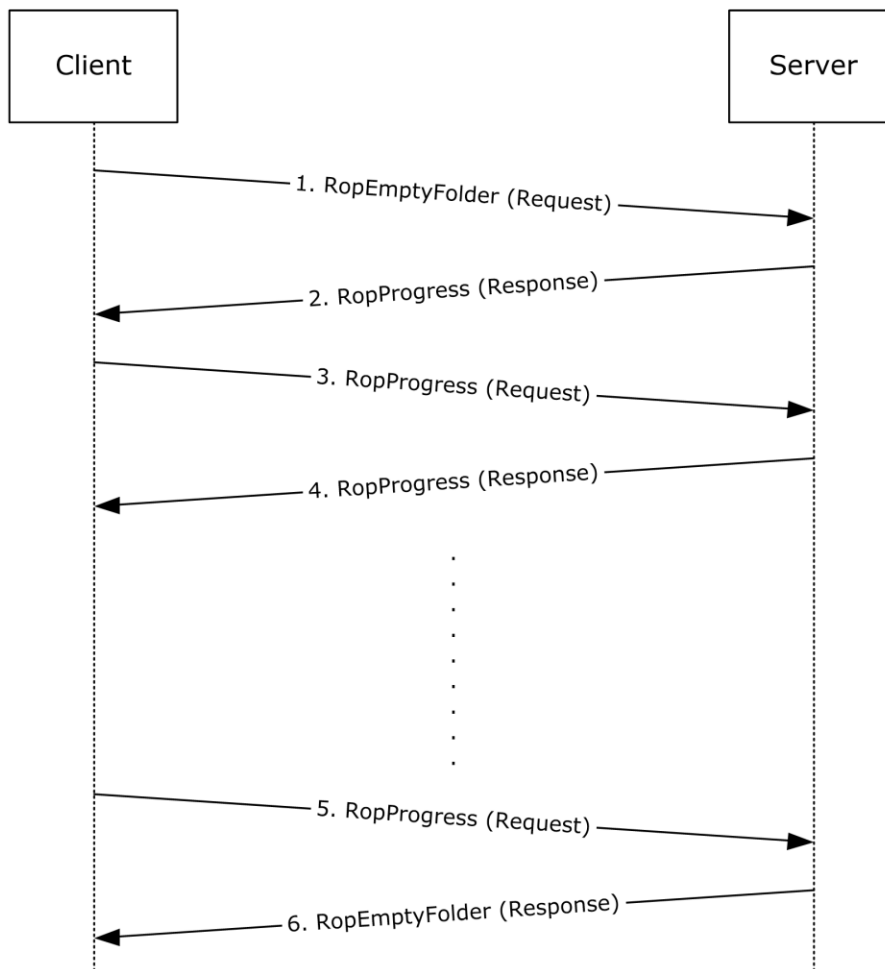 Client
Server
1. RopEmptyFolder (Request)
2. RopProgress (Response)
3. RopProgress (Request)
4. RopProgress (Response)
.
.
.
.
.
.
.
.
.
5. RopProgress (Request)
6. RopEmptyFolder (Response)